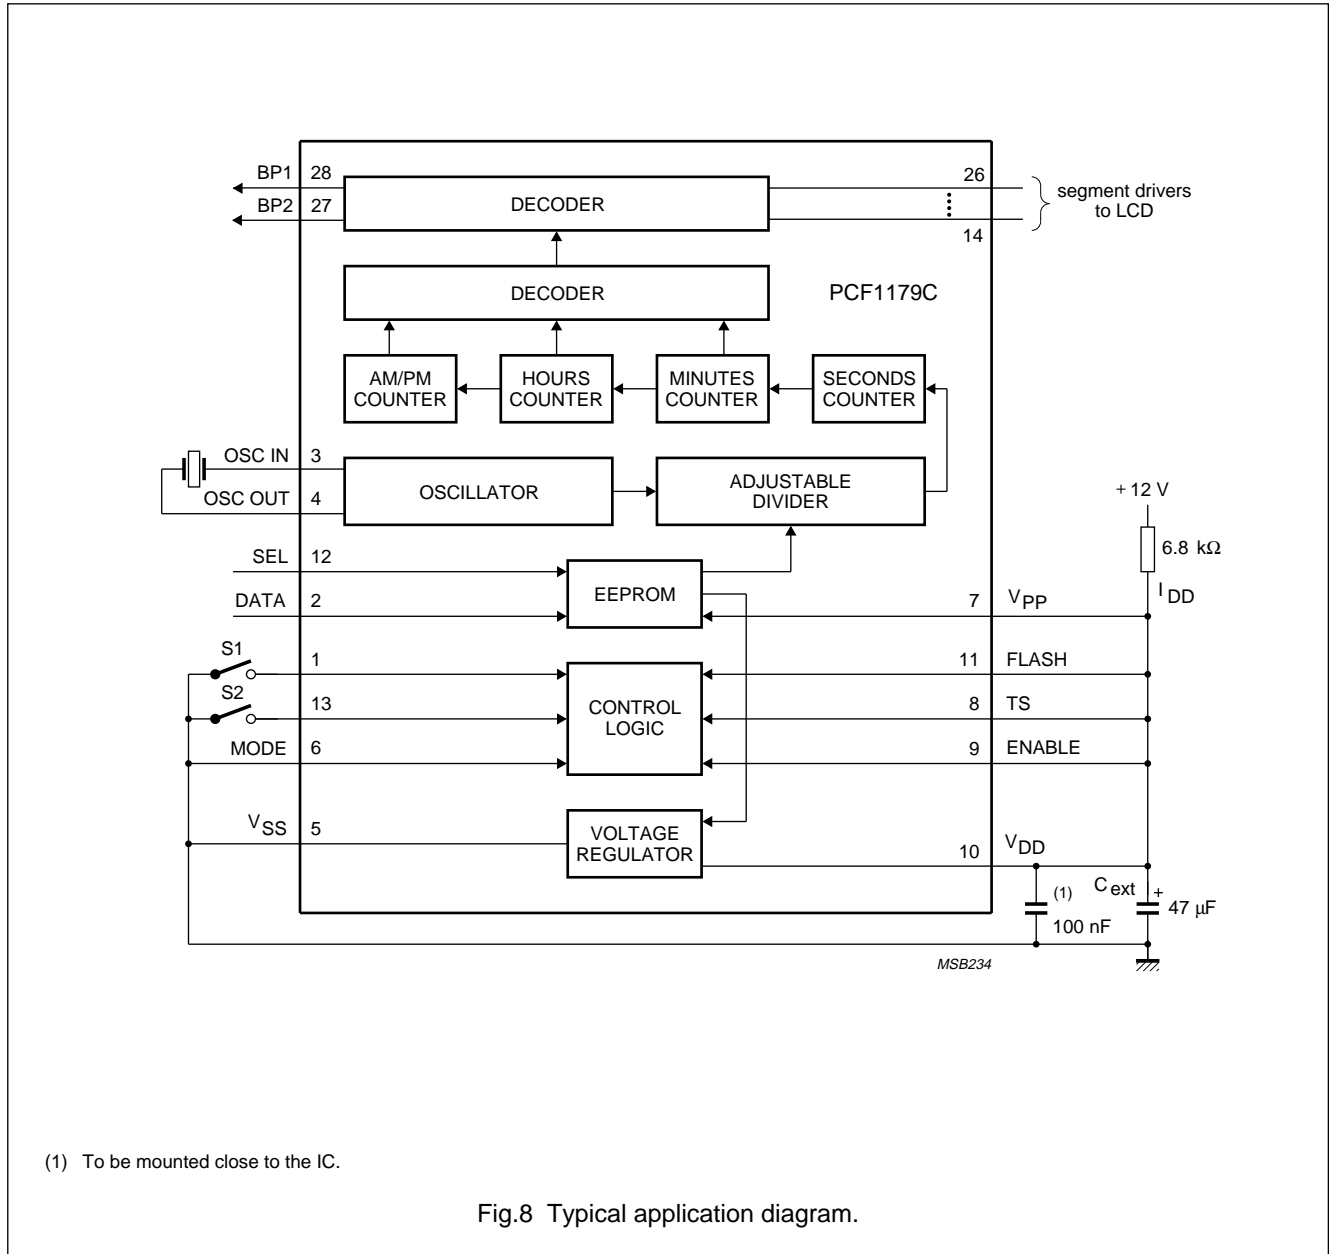 BP1 28
BP2 27
DECODER
26
14
segment drivers
to LCD
DECODER
PCF1179C
AM/PM
COUNTER
HOURS
COUNTER
MINUTES
COUNTER
SECONDS
COUNTER
OSC IN 3
OSC OUT 4
OSCILLATOR
ADJUSTABLE
DIVIDER
+ 12 V
6.8 kΩ
I DD
SEL 12
DATA 2
EEPROM
7 VPP
S1
1
S2
13
MODE 6
CONTROL
LOGIC
11 FLASH
8 TS
9 ENABLE
VSS 5
VOLTAGE
REGULATOR
10 VDD
(1)
100 nF
C ext +
47 μF
MSB234
(1) To be mounted close to the IC.
Fig.8 Typical application diagram.